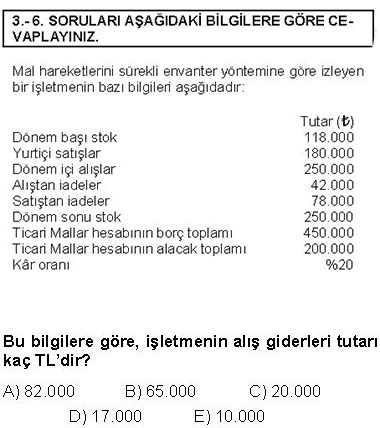 3.-6. SORULARI AŞAĞIDAKİ BİLGİLERE GÖRE CE-
VAPLAYINIZ.
Mal hareketlerini sürekli envanter yöntemine göre izleyen
bir işletmenin bazı bilgileri aşağıdadır:
Tutar (₺)
Dönem başı stok 118.000
Yurtiçi satışlar 180.000
Dönem içi alışlar 250.000
Alıştan iadeler 42.000
Satıştan iadeler 78.000
Dönem sonu stok 250.000
Ticari Mallar hesabının borç toplamı 450.000
Ticari Mallar hesabının alacak toplamı 200.000
Kâr oranı %20
Bu bilgilere göre, işletmenin alış giderleri tutarı
kaç TL'dir?
A) 82.000 B) 65.000 C) 20.000
D) 17.000 E) 10.000